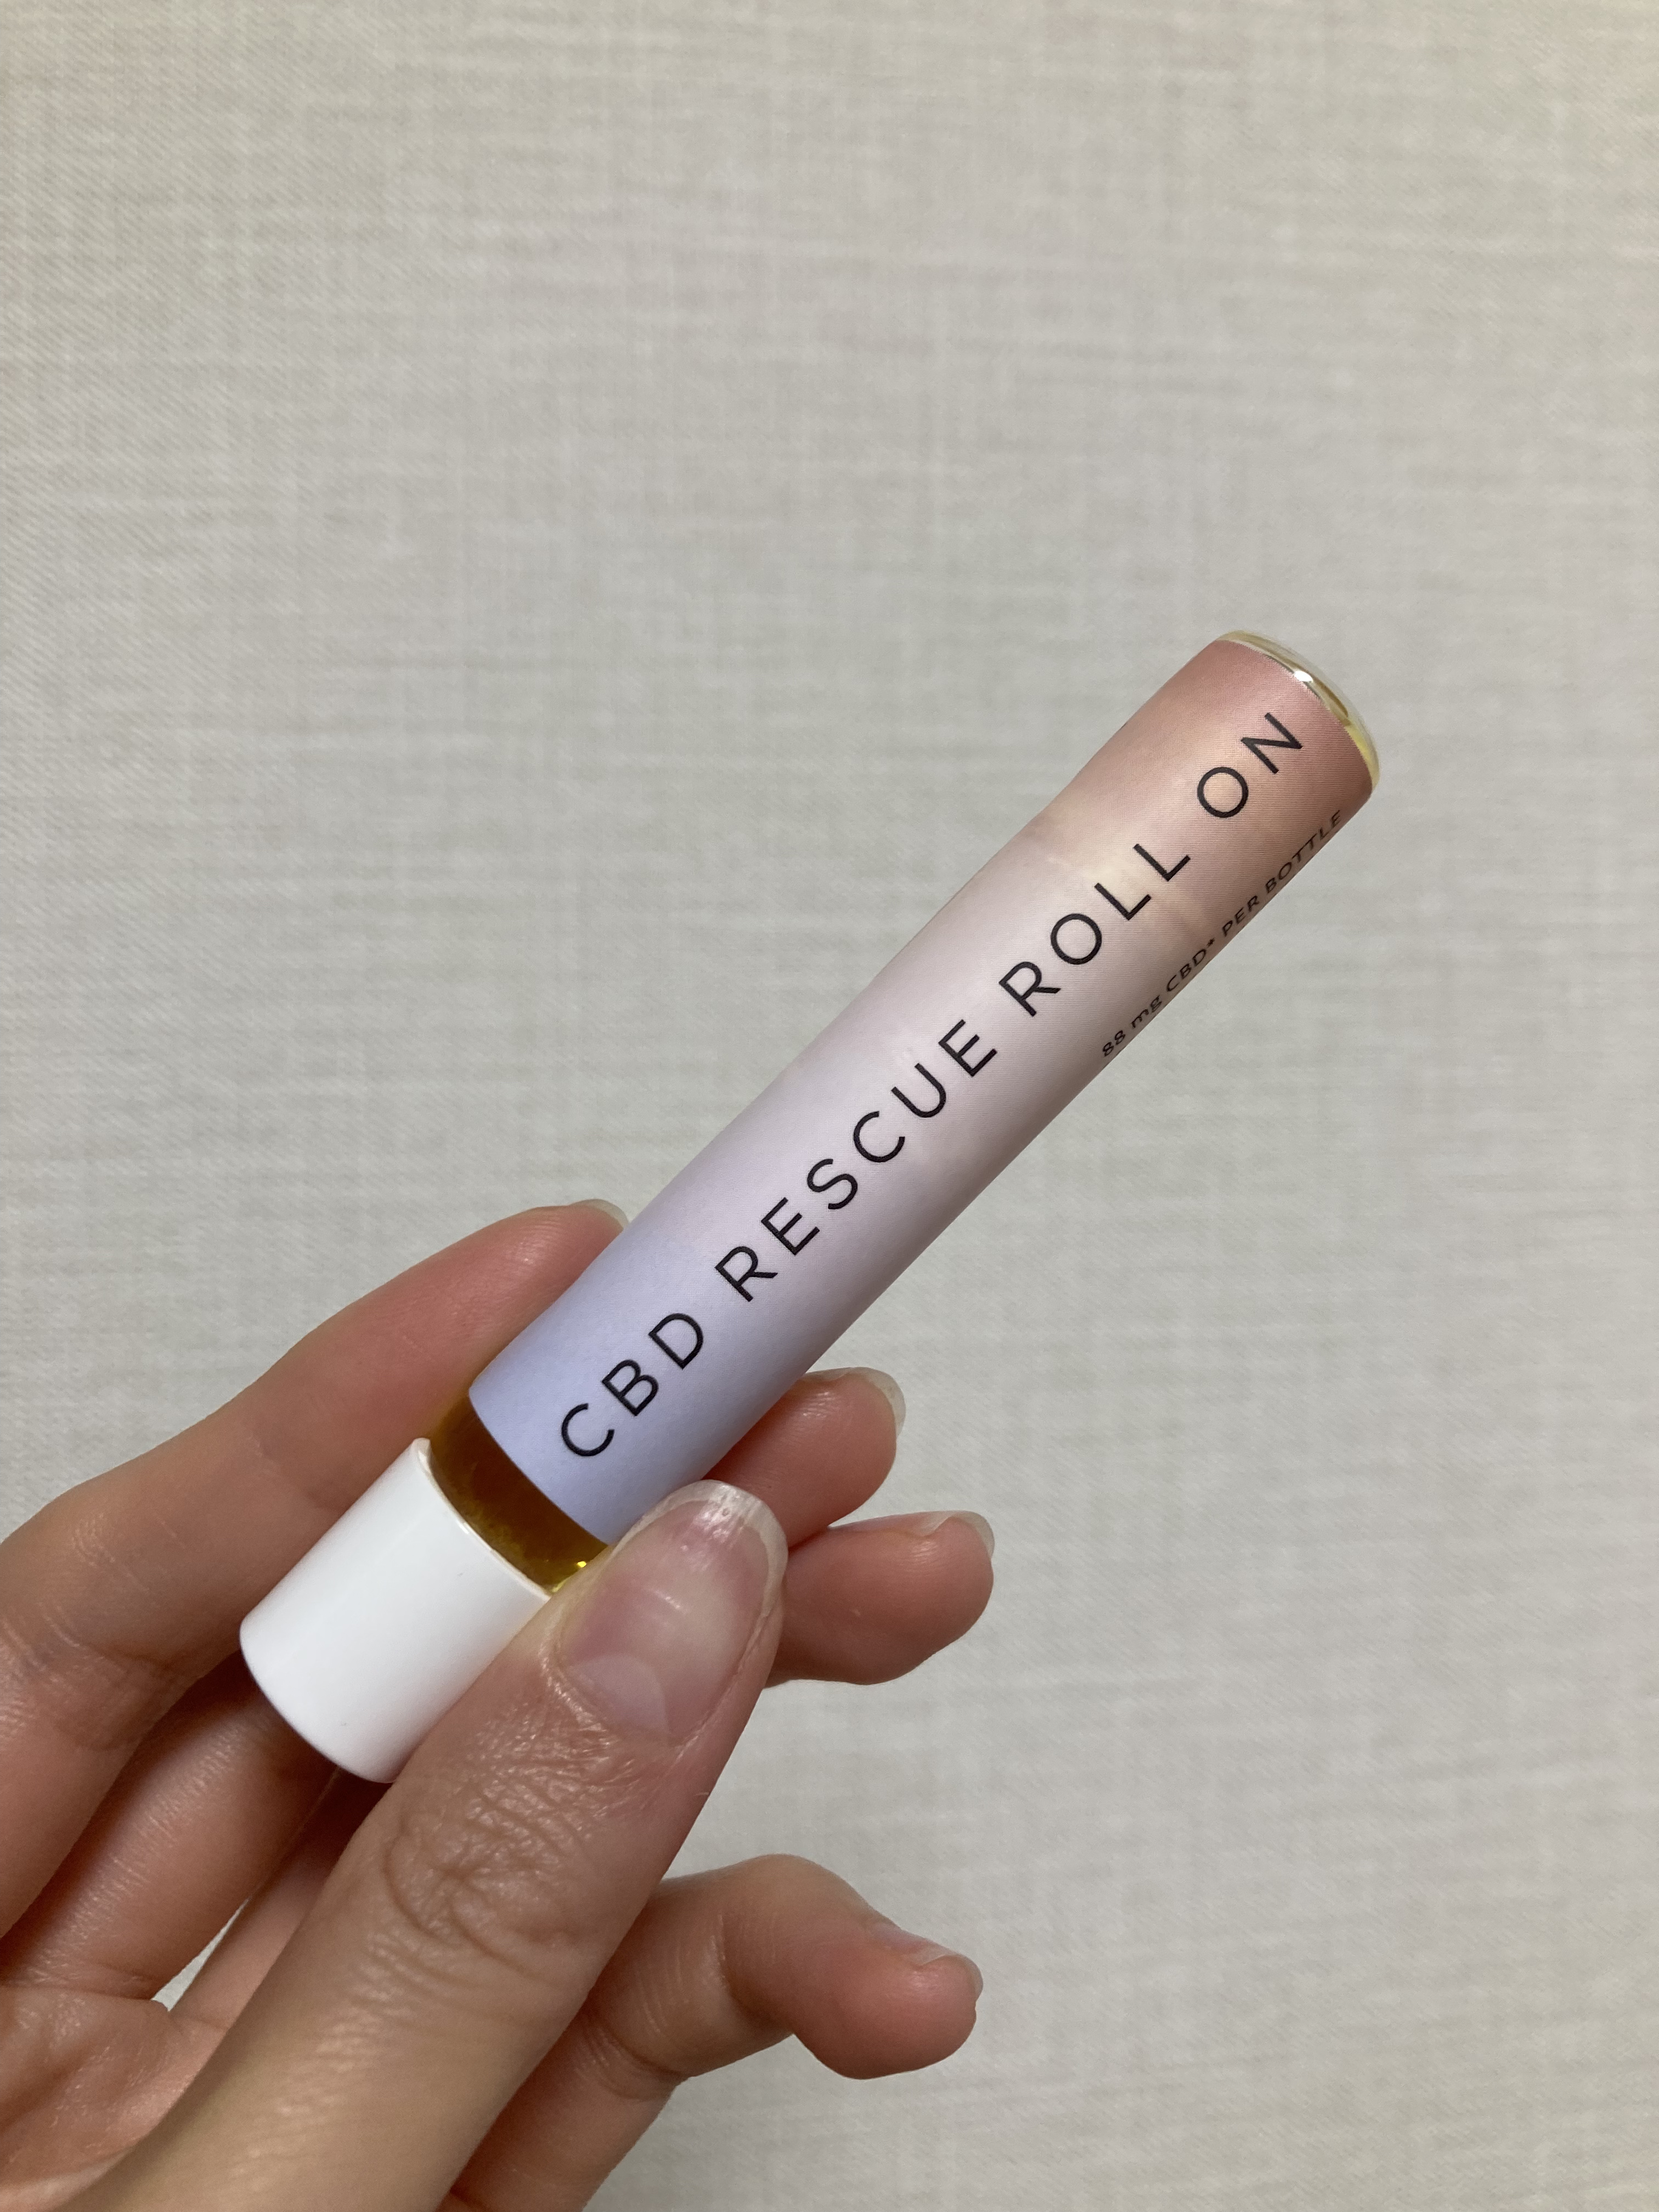 CBD RESCUE ROLL ON
88 mg CBD* PER BOTTLE